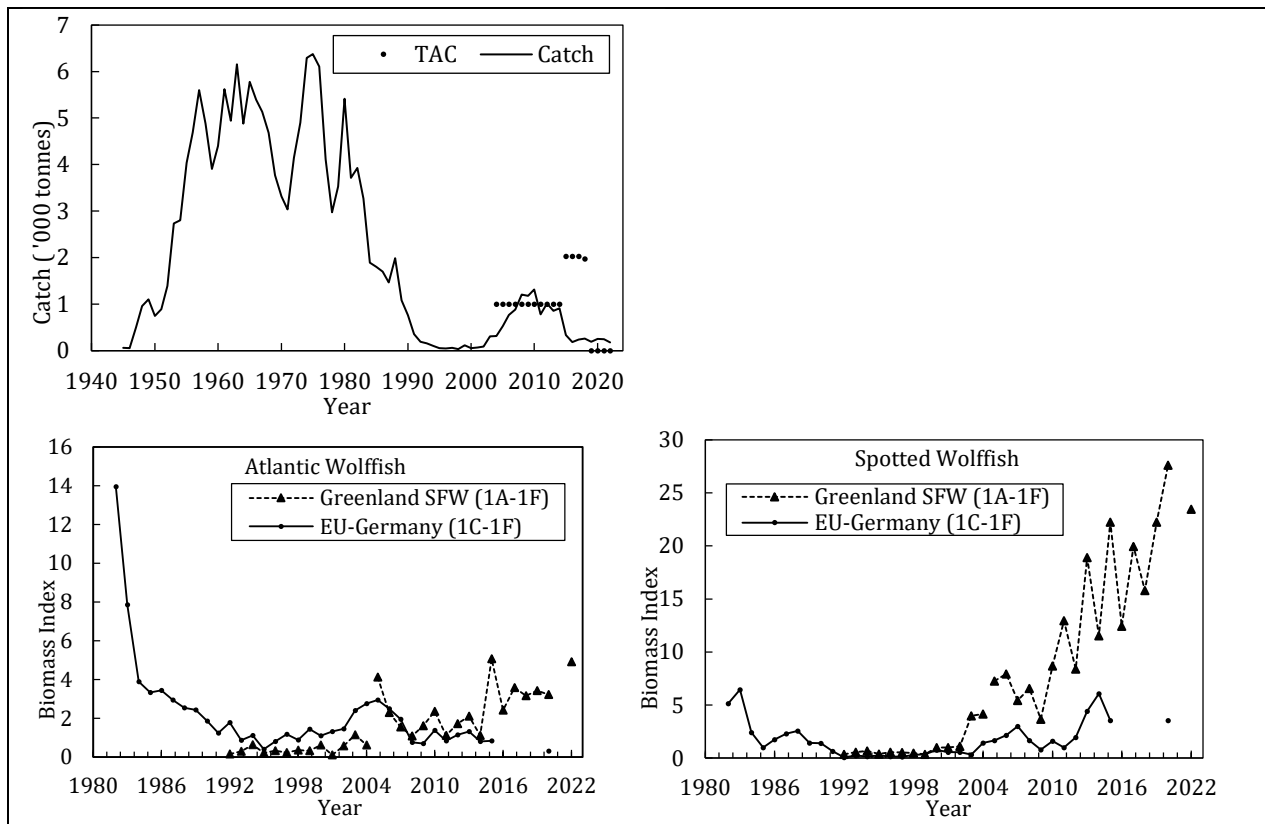 7
6
5
4
3
2
1
0
Catch ( '000 tonnes)
TAC
Catch
1940 1950 1960 1970 1980 1990 2000 2010 2020
Year
16
14
12
10
8
6
4
2
0
Biomass Index
Atlantic Wolffish
Greenland SFW (1A-1F)
EU-Germany (1C-1F)
1980 1986 1992 1998 2004 2010 2016 2022
Year
30
25
20
15
10
5
0
Biomass Index
Spotted Wolffish
Greenland SFW (1A-1F)
EU-Germany (1C-1F)
1980 1986 1992 1998 2004 2010 2016 2022
Year